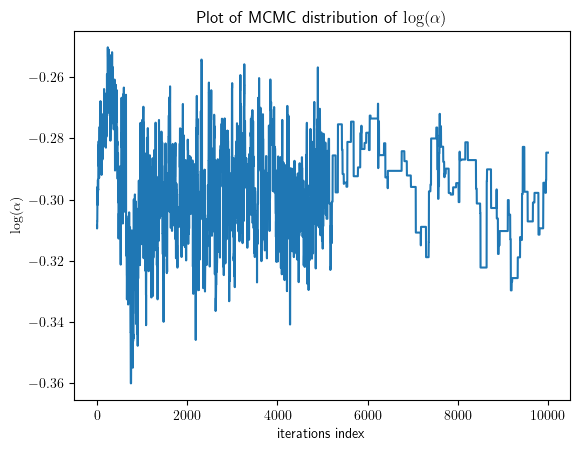 Plot of MCMC distribution of log(α)
log(α)
−0.26
−0.28
−0.30
−0.32
−0.34
−0.36
0 2000 4000 6000 8000 10000
iterations index